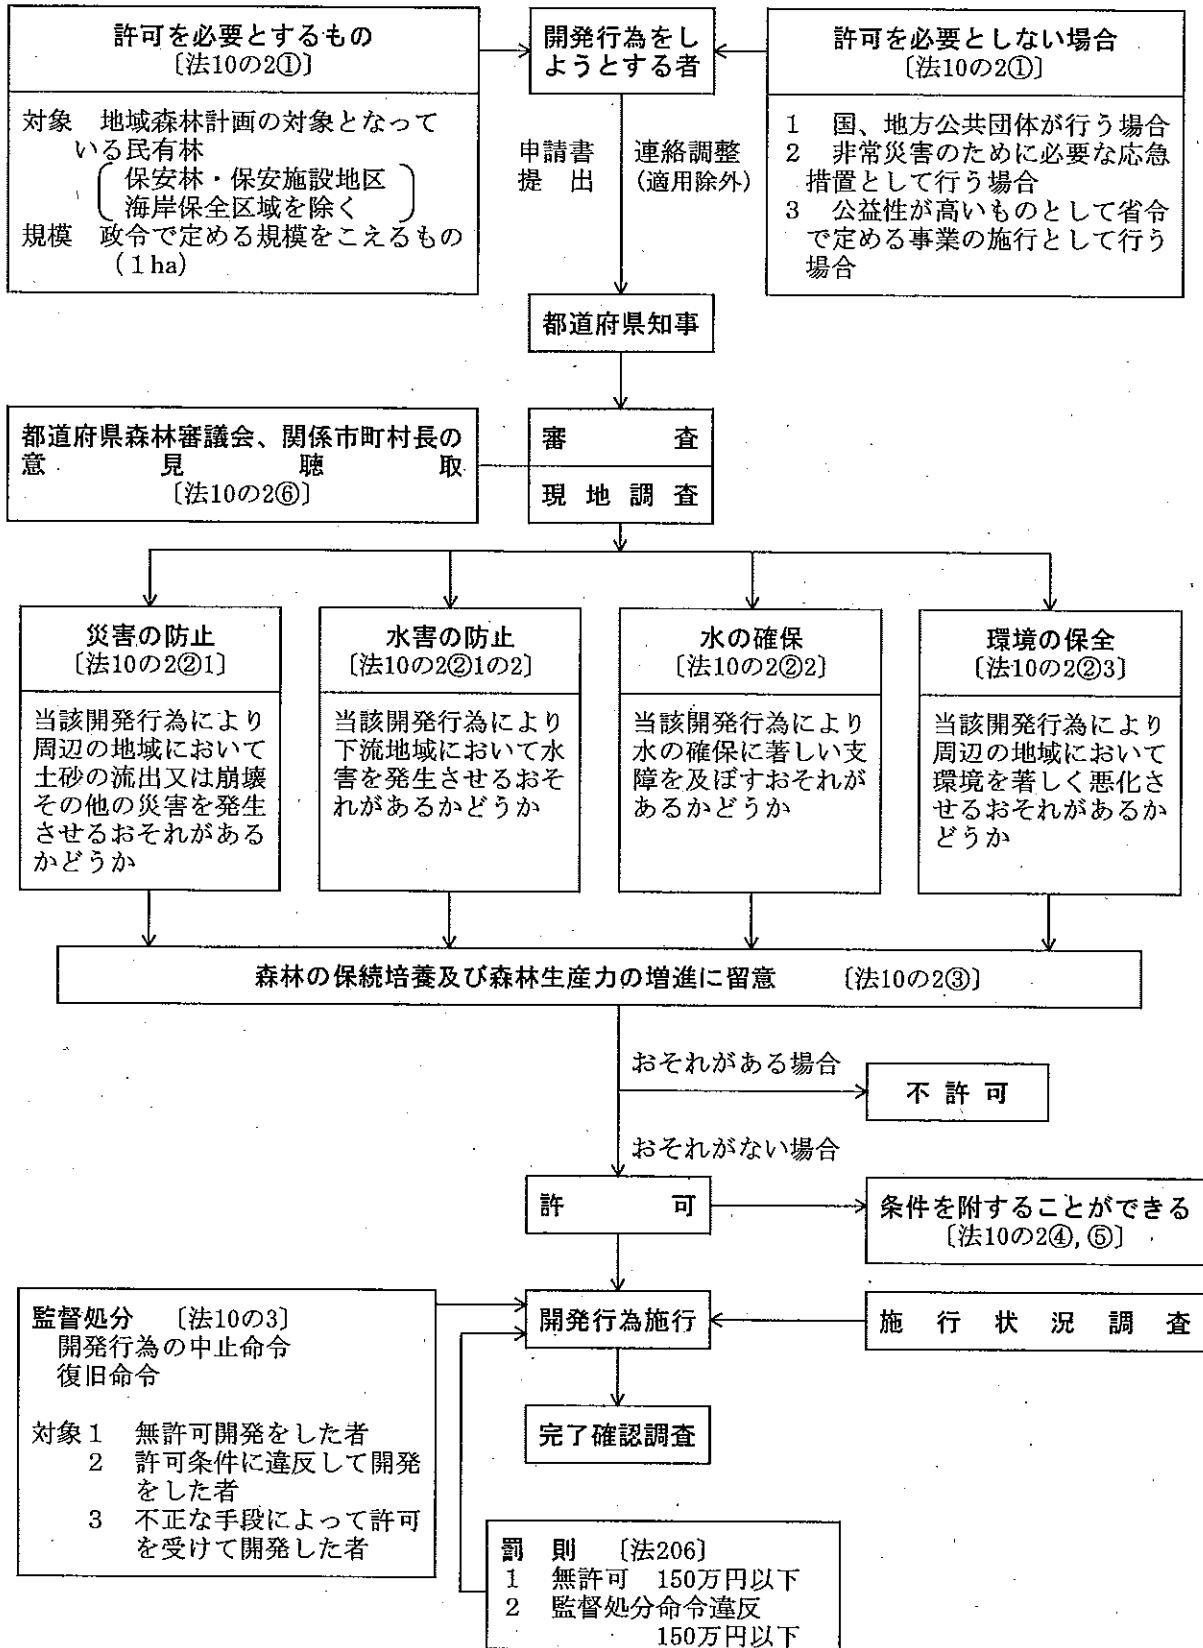 許可を必要とするもの
〔法10の2①〕
対象　地域森林計画の対象となって
いる民有林
保安林・保安施設地区
海岸保全区域を除く
規模　政令で定める規模をこえるもの
（1ha）
開発行為をし
ようとする者
許可を必要としない場合
〔法10の2①〕
1　国、地方公共団体が行う場合
2　非常災害のために必要な応急
措置として行う場合
3　公益性が高いものとして省令
で定める事業の施行として行う
場合
申請書
提　出
連絡調整
(適用除外)
都道府県知事
都道府県森林審議会、関係市町村長の
意　見　聴　取
〔法10の2⑥〕
審　査
現 地 調 査
災害の防止
〔法10の2②1〕
当該開発行為により
周辺の地域において
土砂の流出又は崩壊
その他の災害を発生
させるおそれがある
かどうか
水害の防止
〔法10の2②1の2〕
当該開発行為により
下流地域において水
害を発生させるおそ
れがあるかどうか
水の確保
〔法10の2②2〕
当該開発行為により
水の確保に著しい支
障を及ぼすおそれが
あるかどうか
環境の保全
〔法10の2②3〕
当該開発行為により
周辺の地域において
環境を著しく悪化さ
せるおそれがあるか
どうか
森林の保続培養及び森林生産力の増進に留意　〔法10の2③〕
おそれがある場合
不 許 可
おそれがない場合
許　可
条件を附することができる
〔法10の2④,⑤〕
監督処分　〔法10の3〕
開発行為の中止命令
復旧命令
対象 1　無許可開発をした者
2　許可条件に違反して開発
をした者
3　不正な手段によって許可
を受けて開発した者
開発行為施行
施 行 状 況 調 査
完了確認調査
罰　則　〔法206〕
1　無許可　150万円以下
2　監督処分命令違反
150万円以下